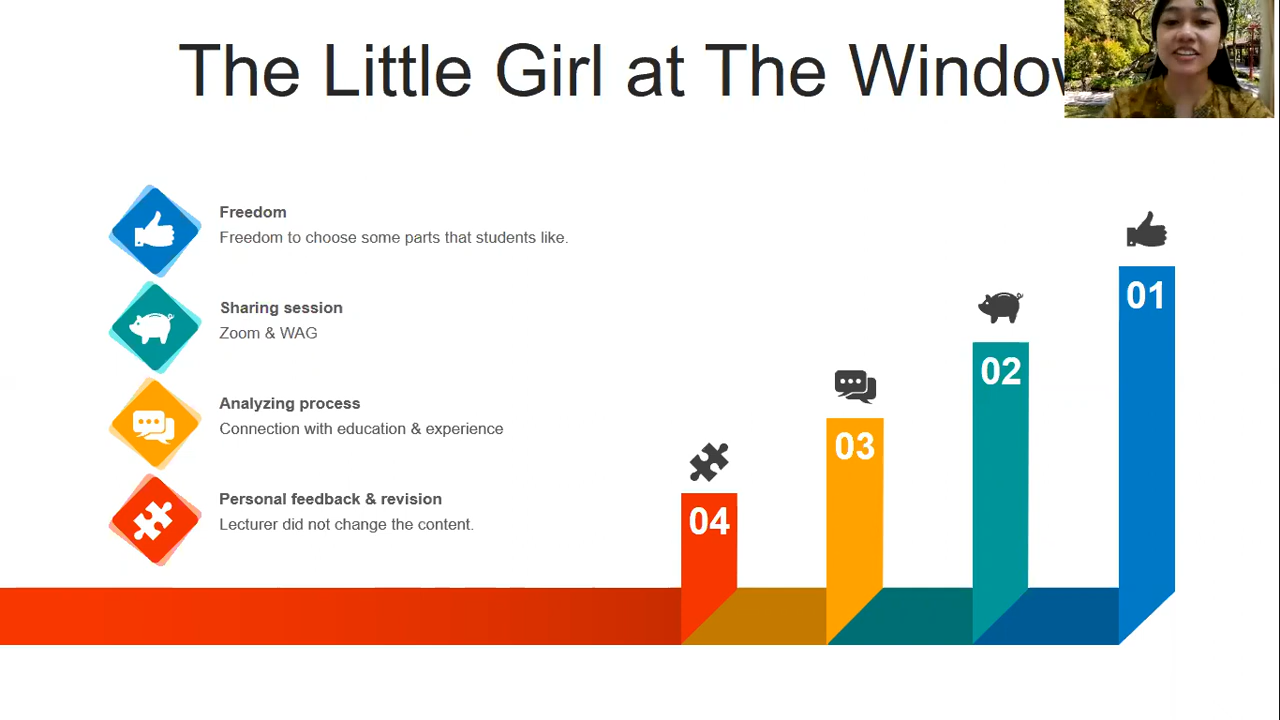 The Little Girl at The Window
Freedom
Freedom to choose some parts that students like.
Sharing session
Zoom & WAG
Analyzing process
Connection with education & experience
Personal feedback & revision
Lecturer did not change the content.
01
02
03
04